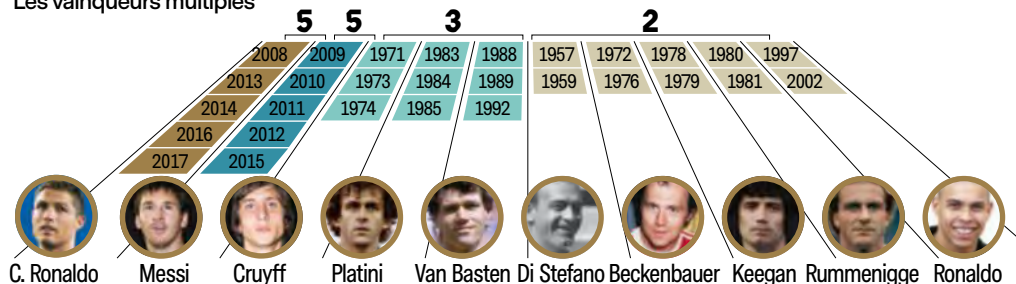 Les vainqueurs multiples
5 5 3 2
2008 2009 1971 1983 1988 1957 1972 1978 1980 1997
2013 2010 1973 1984 1989 1959 1976 1979 1981 2002
2014 2011 1974 1985 1992
2016 2012
2017 2015
C. Ronaldo Messi Cruyff Platini Van Basten Di Stefano Beckenbauer Keegan Rummenigge Ronaldo